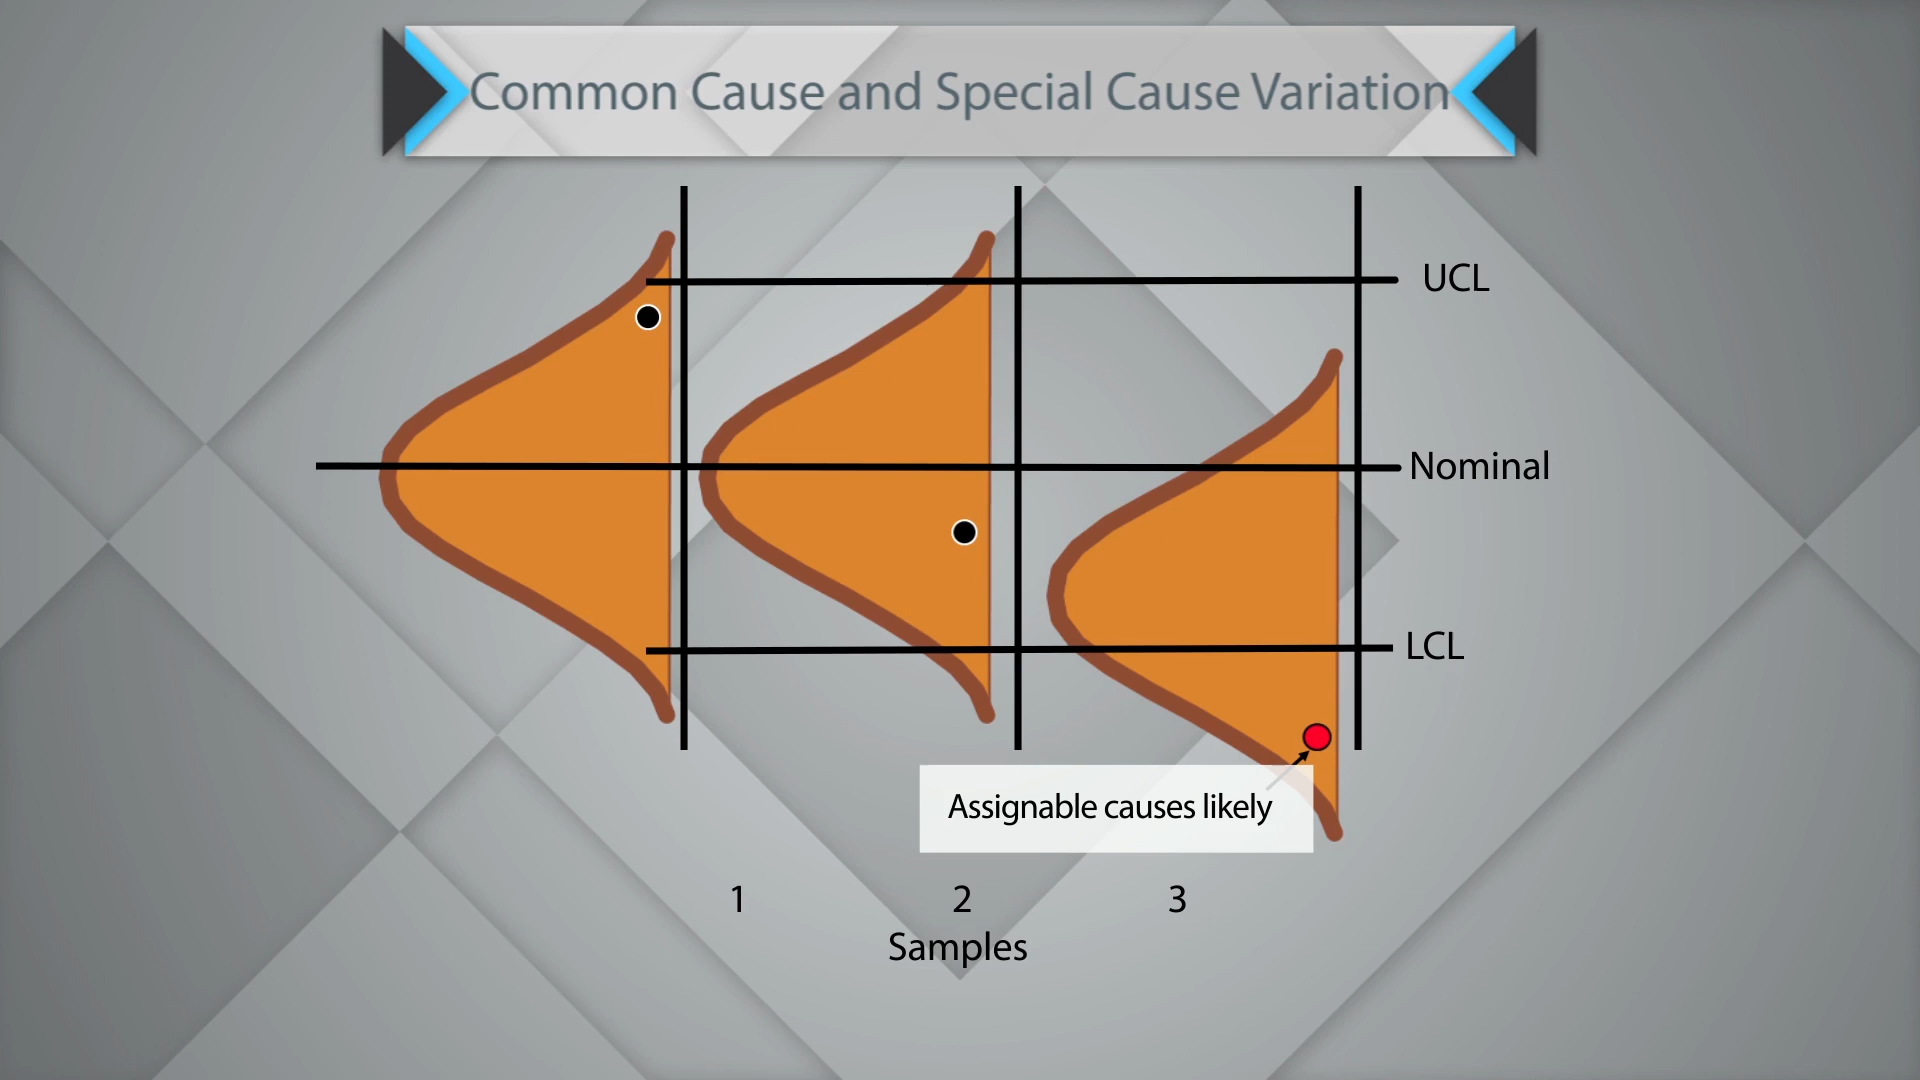 Common Cause and Special Cause Variation
UCL
Nominal
LCL
Assignable causes likely
1 2 3
Samples